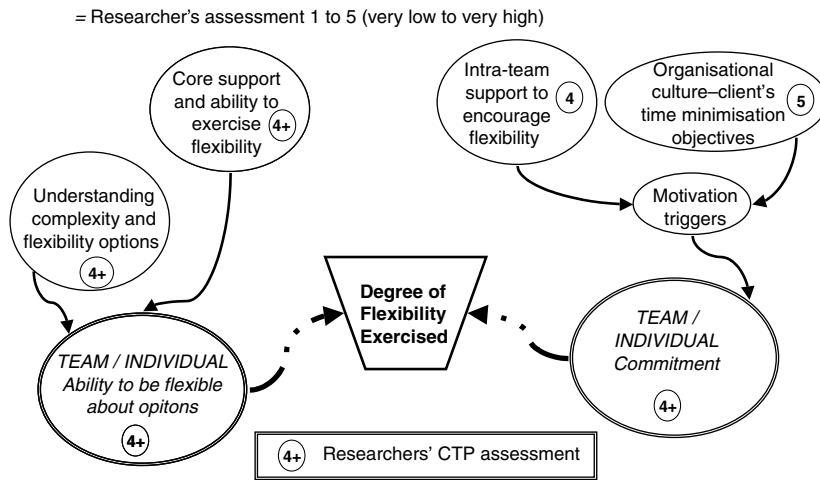 = Researcher's assessment 1 to 5 (very low to very high)
Core support
and ability to
exercise
flexibility
4+
Intra-team
support to
encourage
flexibility
4
Organisational
culture–client's
time minimisation
objectives
5
Understanding
complexity and
flexibility options
4+
Motivation
triggers
Degree of
Flexibility
Exercised
TEAM / INDIVIDUAL
Ability to be flexible
about opitons
4+
TEAM /
INDIVIDUAL
Commitment
4+
4+ Researchers' CTP assessment